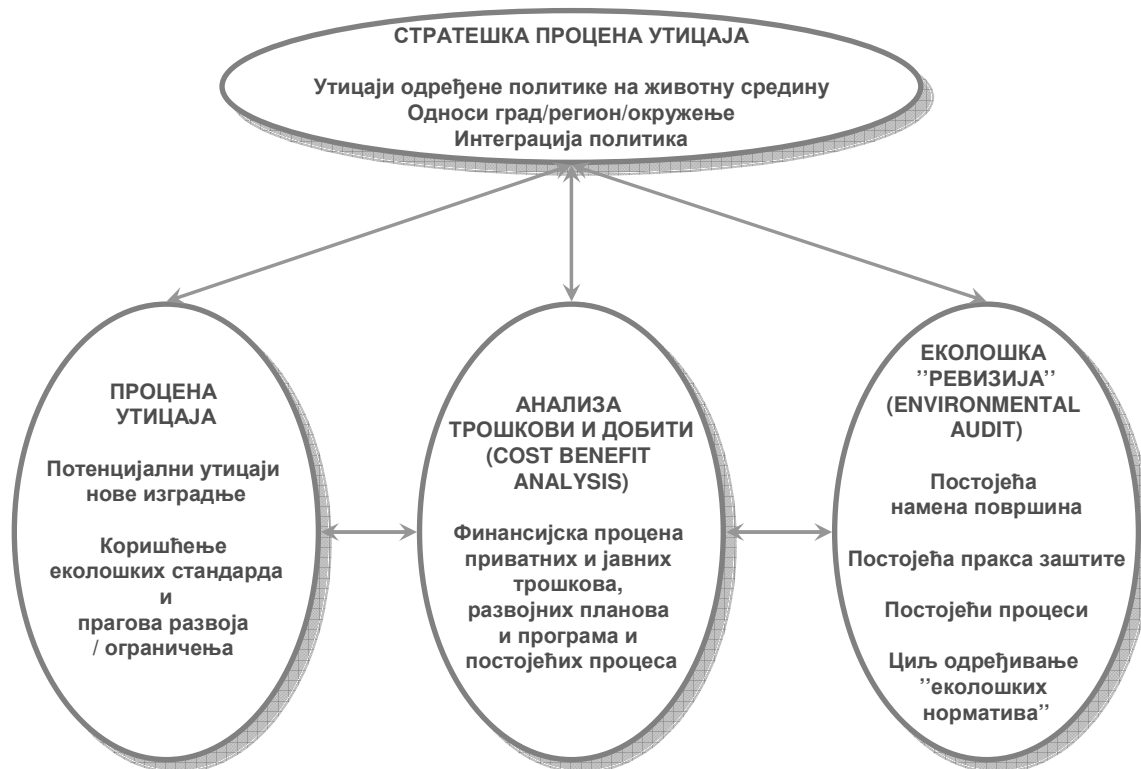 СТРАТЕШКА ПРОЦЕНА УТИЦАЈА
Утицаји одређене политике на животну средину
Односи град/регион/окружење
Интеграција политика
ПРОЦЕНА
УТИЦАЈА
Потенцијални утицаји
нове изградње
Коришћење
еколошких стандарда
и
прагова развоја
/ ограничења
АНАЛИЗА
ТРОШКОВИ И ДОБИТИ
(COST BENEFIT
ANALYSIS)
Финансијска процена
приватних и јавних
трошкова,
развојних планова
и програма и
постојећих процеса
ЕКОЛОШКА
’’РЕВИЗИЈА’’
(ENVIRONMENTAL
AUDIT)
Постојећа
намена површина
Постојећа пракса заштите
Постојећи процеси
Циљ одређивање
’’еколошких
норматива’’